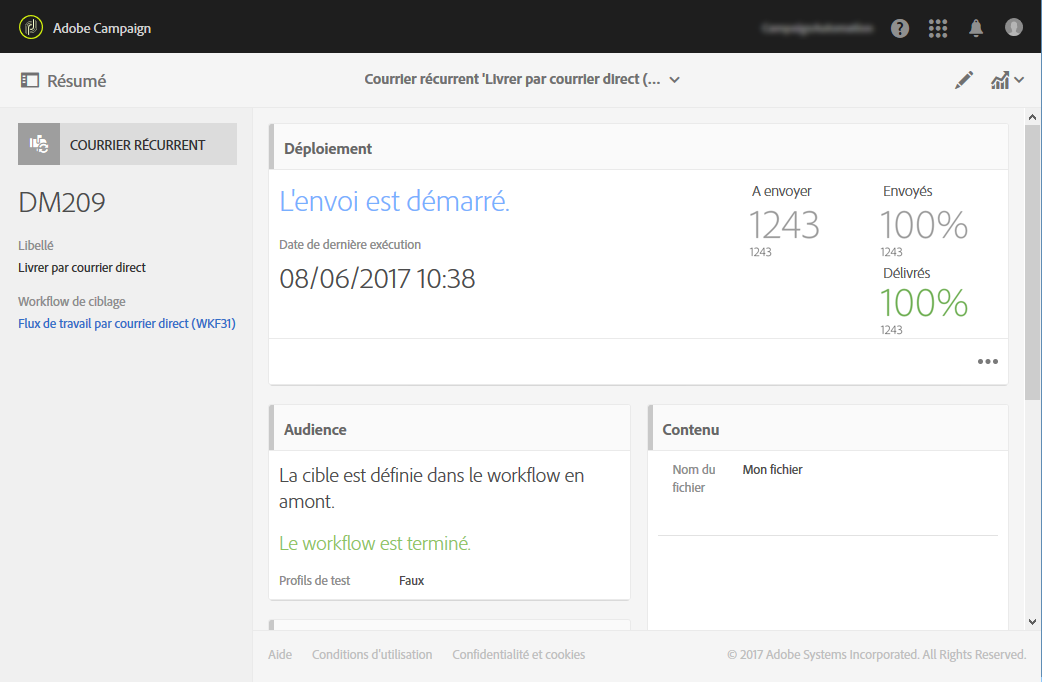 Adobe Campaign
Résumé
Courrier récurrent 'Livrer par courrier direct (...
COURRIER RÉCURRENT
DM209
Libellé
Livrer par courrier direct
Workflow de ciblage
Flux de travail par courrier direct (WKF31)
Déploiement
L'envoi est démarré.
Date de dernière exécution
08/06/2017 10:38
A envoyer
1243
1243
Envoyés
100%
1243
Délivrés
100%
1243
Audience
La cible est définie dans le workflow en
amont.
Le workflow est terminé.
Profils de test Faux
Contenu
Nom du Mon fichier
fichier
Aide Conditions d'utilisation Confidentialité et cookies © 2017 Adobe Systems Incorporated. All Rights Reserved.